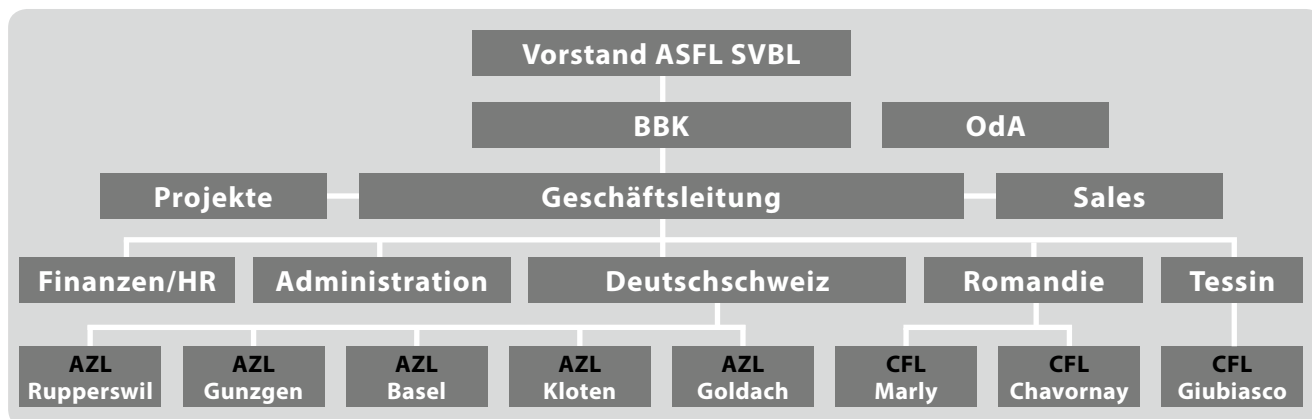 Vorstand ASFL SVBL
BBK
OdA
Projekte
Geschäftsleitung
Sales
Finanzen/HR
Administration
Deutschschweiz
Romandie
Tessin
AZL
Rupperswil
AZL
Gunzgen
AZL
Basel
AZL
Kloten
AZL
Goldach
CFL
Marly
CFL
Chavornay
CFL
Giubiasco